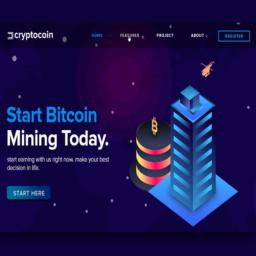 cryptocoin
HOME FEATURES PROJECT ABOUT REGISTER
Start Bitcoin
Mining Today.
start earning with us right now. make your best
decision in life.
START HERE